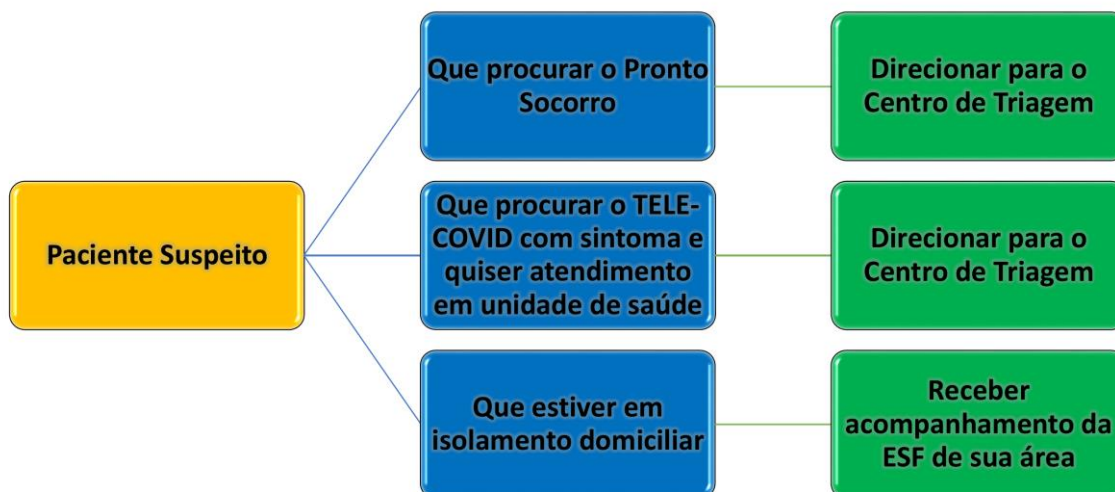 Paciente Suspeito
Que procurar o Pronto
Socorro
Direcionar para o
Centro de Triagem
Que procurar o TELE-
COVID com sintoma e
quiser atendimento
em unidade de saúde
Direcionar para o
Centro de Triagem
Que estiver em
isolamento domiciliar
Receber
acompanhamento da
ESF de sua área